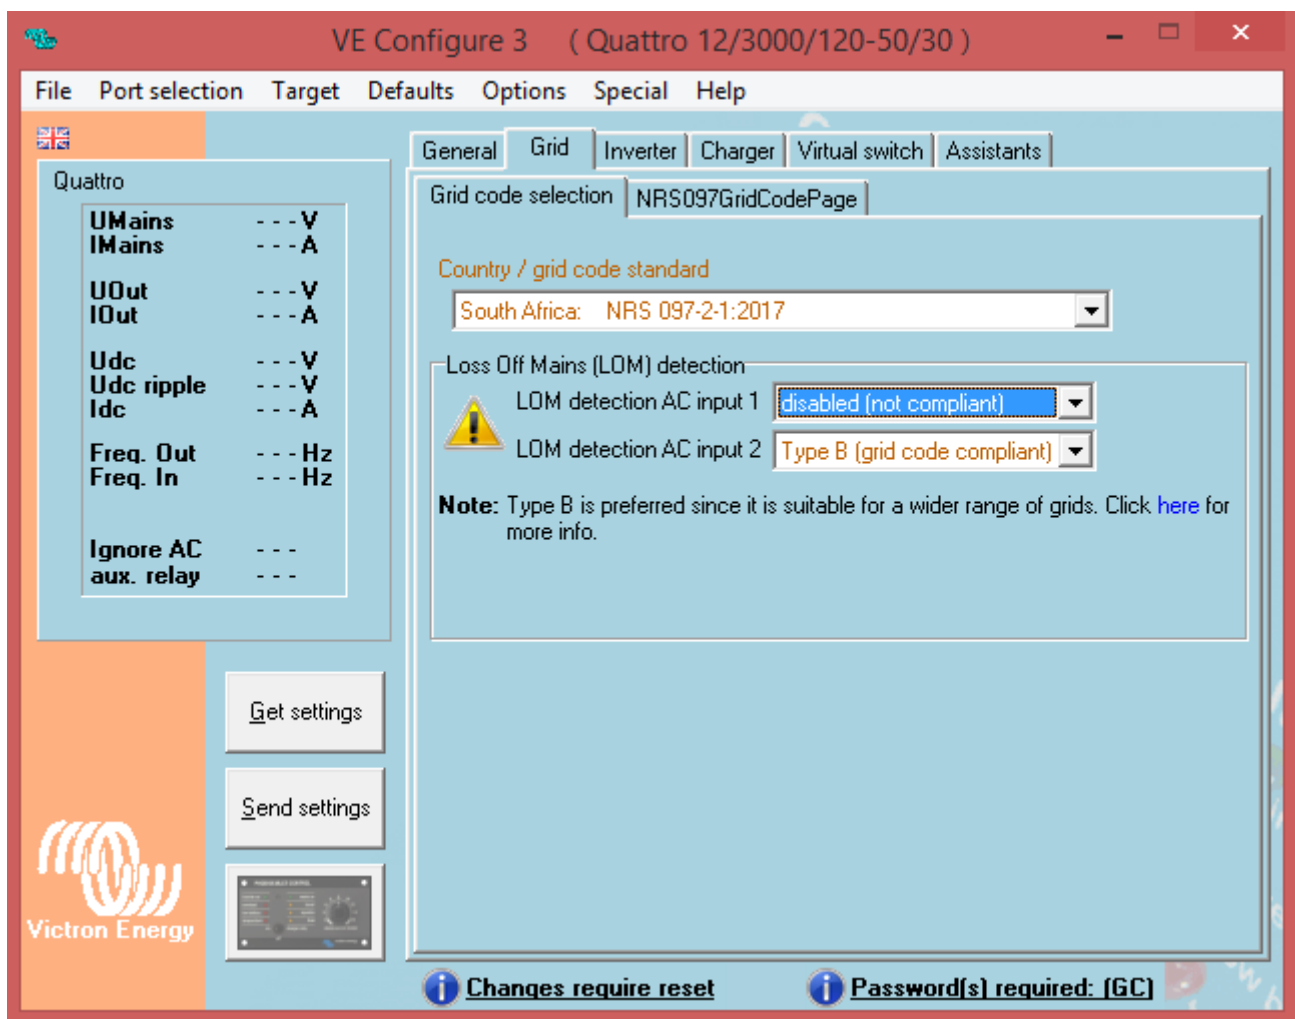 VE Configure 3 ( Quattro 12/3000/120-50/30 )
File Port selection Target Defaults Options Special Help
General Grid Inverter Charger Virtual switch Assistants
Grid code selection NRS097GridCodePage
Quattro
UMains - - - V
IMains - - - A
UOut - - - V
IOut - - - A
Udc - - - V
Udc ripple - - - V
Idc - - - A
Freq. Out - - - Hz
Freq. In - - - Hz
Ignore AC - - -
aux. relay - - -
Country / grid code standard
South Africa: NRS 097-2-1:2017
Loss Off Mains (LOM) detection
LOM detection AC input 1 disabled (not compliant)
LOM detection AC input 2 Type B (grid code compliant)
Note: Type B is preferred since it is suitable for a wider range of grids. Click here for
more info.
Get settings
Send settings
Victron Energy
Changes require reset Password(s) required: (GC)